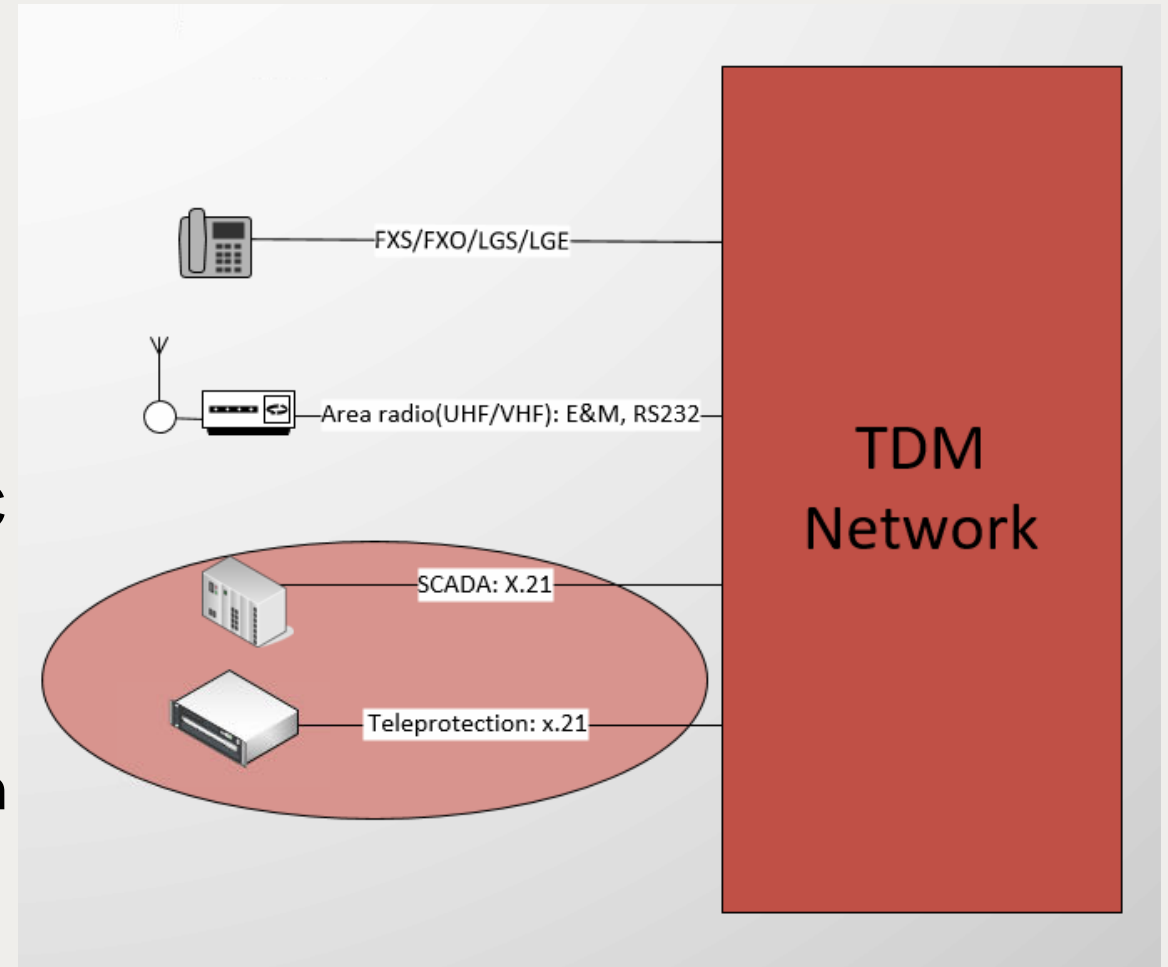 FXS/FXO/LGS/LGE
Area radio(UHF/VHF): E&M, RS232
TDM
Network
SCADA: X.21
Teleprotection: x.21